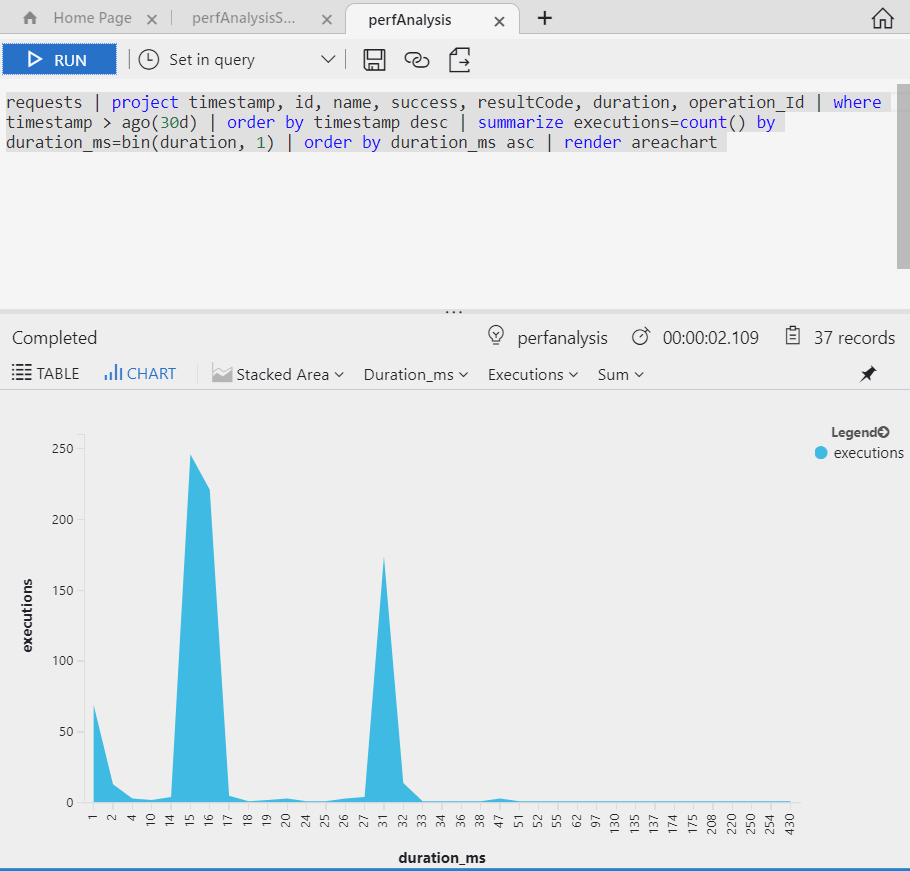 Home Page
perfAnalysisS...
perfAnalysis
RUN
Set in query
requests | project timestamp, id, name, success, resultCode, duration, operation_Id | where
timestamp > ago(30d) | order by timestamp desc | summarize executions=count() by
duration_ms=bin(duration, 1) | order by duration_ms asc | render areachart
...
Completed
perfanalysis
00:00:02.109
37 records
TABLE
CHART
Stacked Area
Duration_ms
Executions
Sum
Legend
executions
executions
250
200
150
100
50
0
1 2 4 10 14 15 16 17 18 19 20 24 25 26 27 31 32 33 34 36 38 47 51 52 55 62 97 130 135 137 174 175 208 220 250 254 430
duration_ms